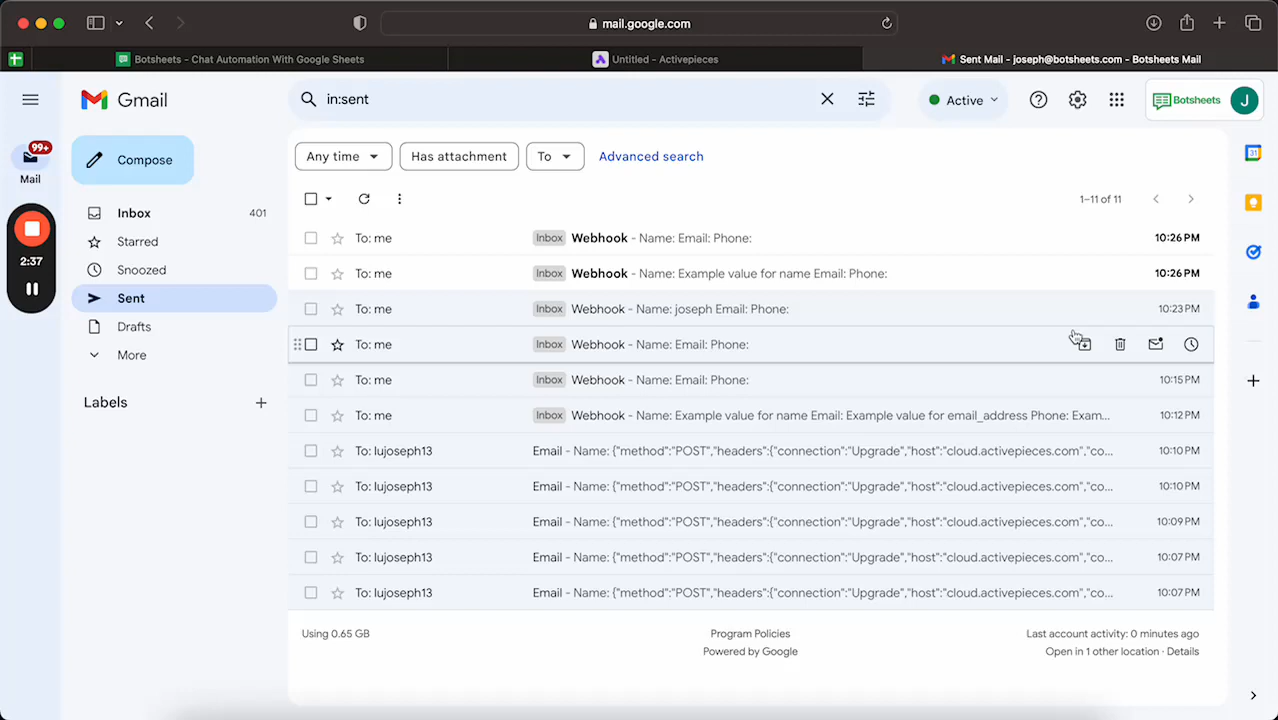 mail.google.com
Botsheets - Chat Automation With Google Sheets
Untitled - Activepieces
Sent Mail - joseph@botsheets.com - Botsheets Mail
Gmail
in:sent
Active
Botsheets
J
99+
Mail
Compose
Any time
Has attachment
To
Advanced search
Inbox 401
Starred
Snoozed
Sent
Drafts
More
Labels
2:37
1–11 of 11
To: me Inbox Webhook - Name: Email: Phone: 10:26 PM
To: me Inbox Webhook - Name: Example value for name Email: Phone: 10:26 PM
To: me Inbox Webhook - Name: joseph Email: Phone: 10:23 PM
To: me Inbox Webhook - Name: Email: Phone:
To: me Inbox Webhook - Name: Email: Phone: 10:15 PM
To: me Inbox Webhook - Name: Example value for name Email: Example value for email_address Phone: Exam... 10:12 PM
To: lujoseph13 Email - Name: {"method":"POST","headers":{"connection":"Upgrade","host":"cloud.activepieces.com","co... 10:10 PM
To: lujoseph13 Email - Name: {"method":"POST","headers":{"connection":"Upgrade","host":"cloud.activepieces.com","co... 10:10 PM
To: lujoseph13 Email - Name: {"method":"POST","headers":{"connection":"Upgrade","host":"cloud.activepieces.com","co... 10:09 PM
To: lujoseph13 Email - Name: {"method":"POST","headers":{"connection":"Upgrade","host":"cloud.activepieces.com","co... 10:07 PM
To: lujoseph13 Email - Name: {"method":"POST","headers":{"connection":"Upgrade","host":"cloud.activepieces.com","co... 10:07 PM
Using 0.65 GB
Program Policies
Powered by Google
Last account activity: 0 minutes ago
Open in 1 other location · Details
31